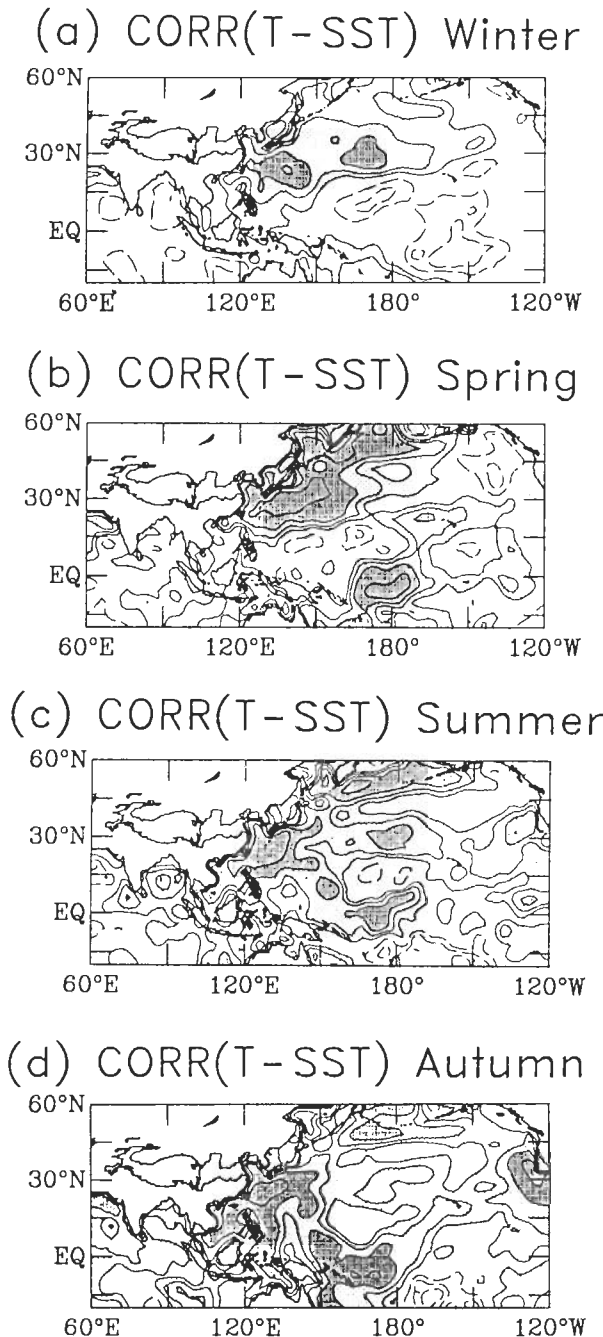 (a) CORR(T-SST) Winter
60°N
30°N
EQ
60°E 120°E 180° 120°W
(b) CORR(T-SST) Spring
60°N
30°N
EQ
60°E 120°E 180° 120°W
(c) CORR(T-SST) Summer
60°N
30°N
EQ
60°E 120°E 180° 120°W
(d) CORR(T-SST) Autumn
60°N
30°N
EQ
60°E 120°E 180° 120°W